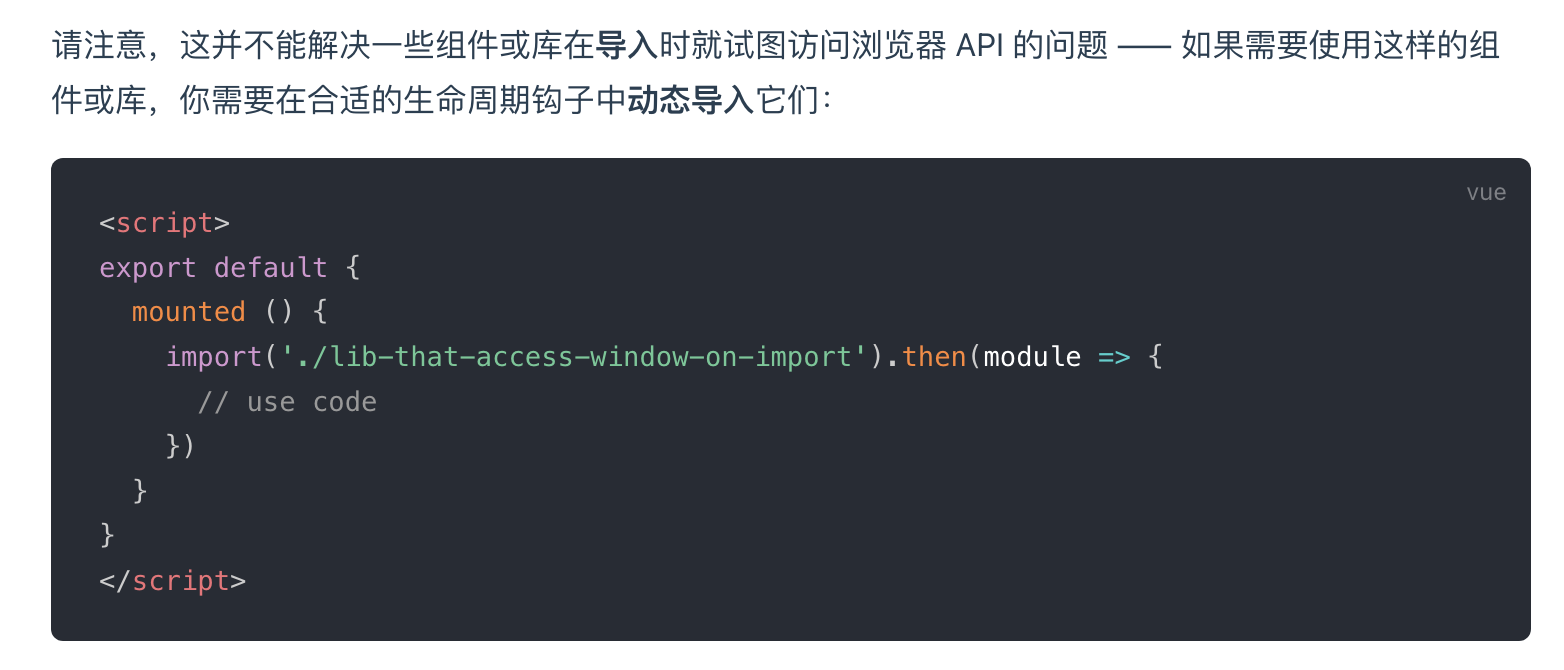 请注意，这并不能解决一些组件或库在导入时就试图访问浏览器 API 的问题 —— 如果需要使用这样的组
件或库，你需要在合适的生命周期钩子中动态导入它们：
vue
<script>
export default {
  mounted () {
    import('./lib-that-access-window-on-import').then(module => {
      // use code
    })
  }
}
</script>